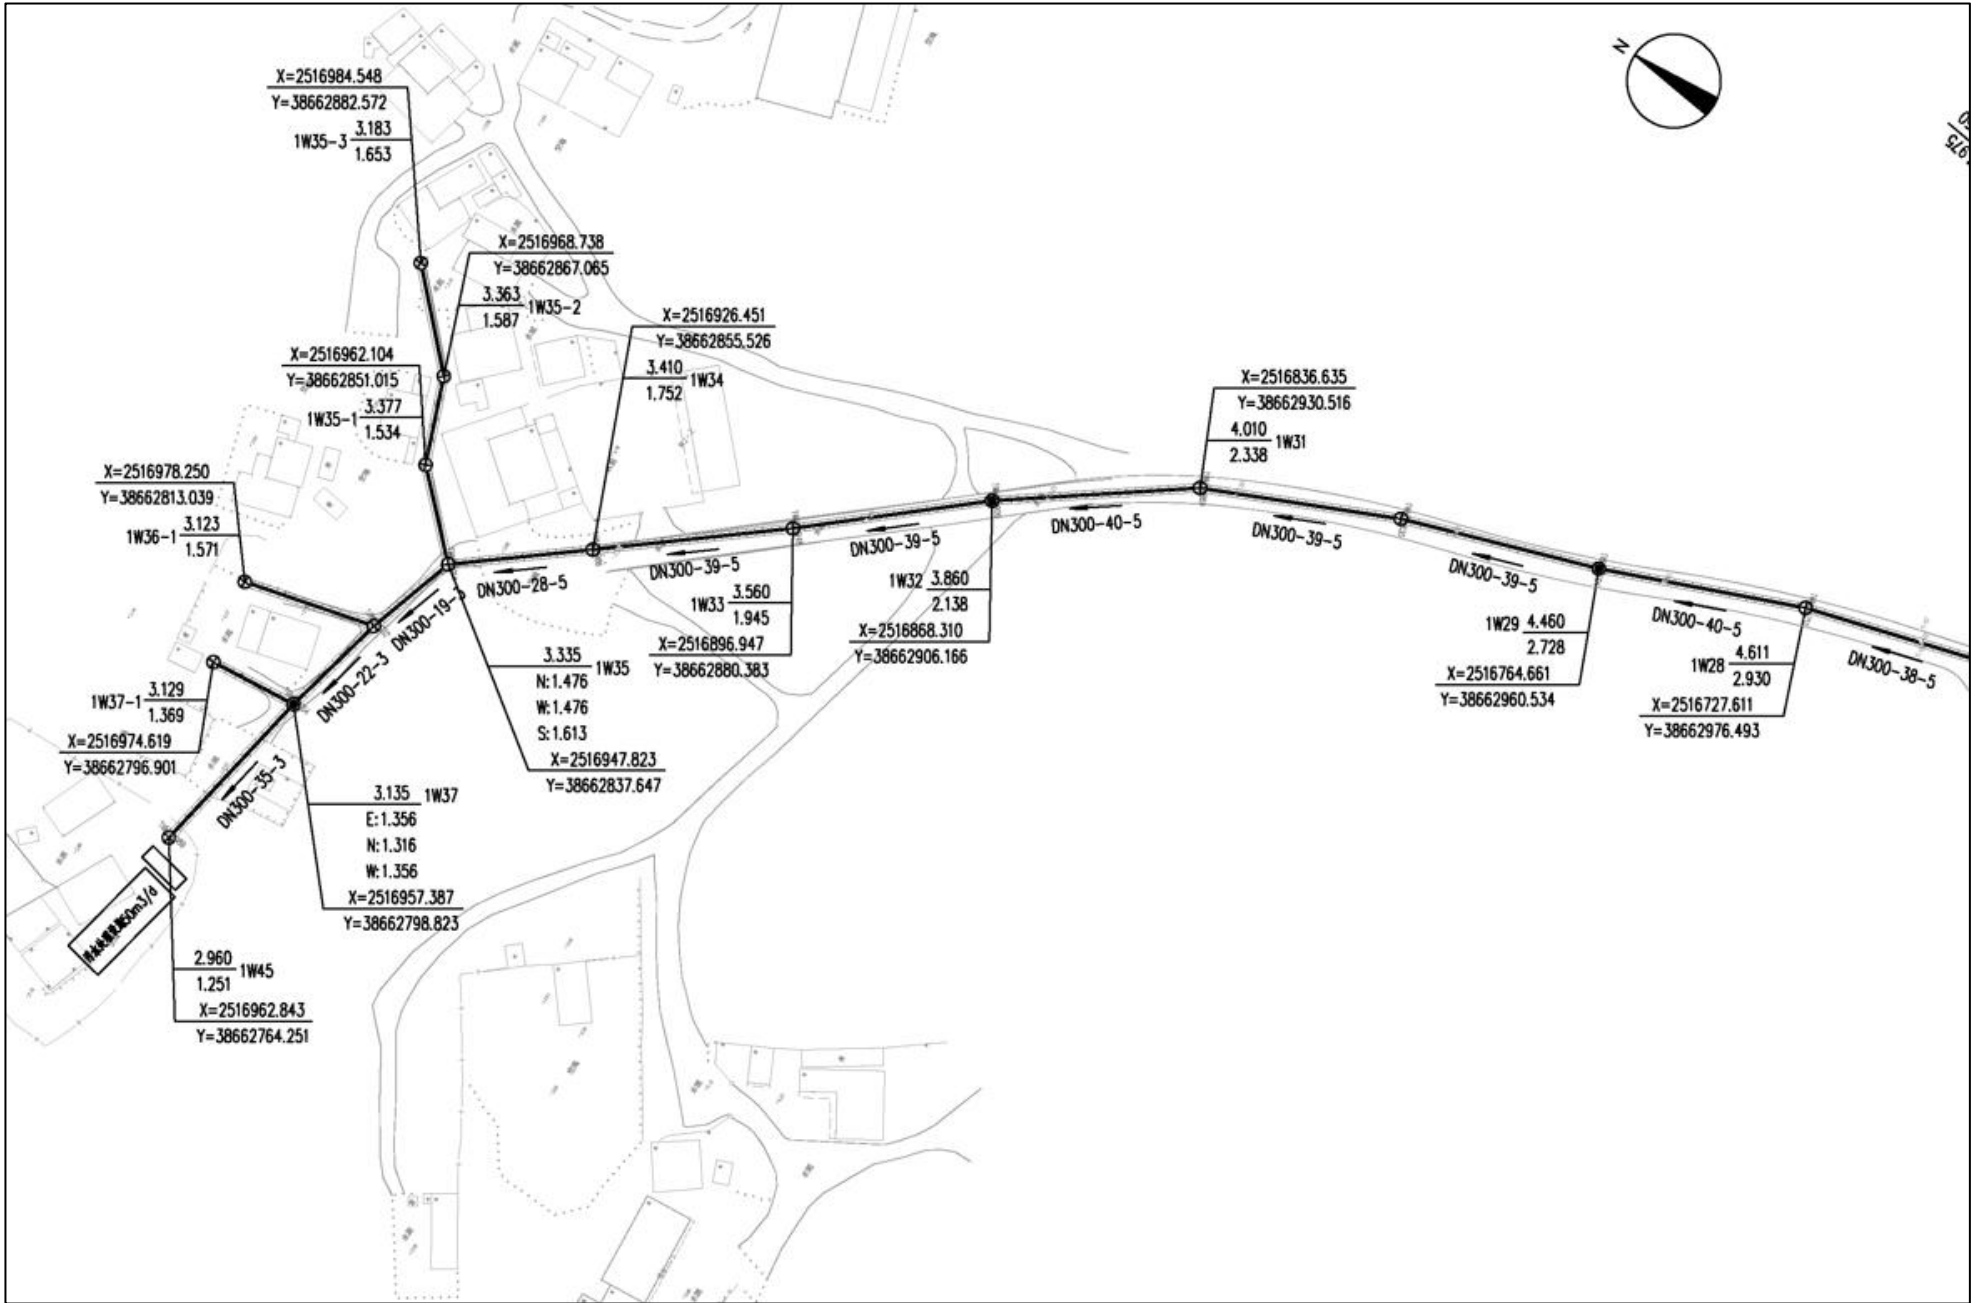 N
X=2516984.548
Y=38662882.572
1W35-3
3.183
1.653
X=2516968.738
Y=38662867.065
3.363
1W35-2
1.587
X=2516926.451
Y=38662855.526
3.410
1W34
1.752
X=2516962.104
Y=38662851.015
1W35-1
3.377
1.534
X=2516836.635
Y=38662930.516
4.010
1W31
2.338
X=2516978.250
Y=38662813.039
1W36-1
3.123
1.571
DN300-40-5
DN300-39-5
DN300-39-5
DN300-39-5
DN300-39-5
DN300-28-5
DN300-19-3
DN300-22-3
DN300-35-3
DN300-40-5
DN300-38-5
1W32
3.860
2.138
X=2516868.310
Y=38662906.166
1W33
3.560
1.945
X=2516896.947
Y=38662880.383
1W29
4.460
2.728
X=2516764.661
Y=38662960.534
1W28
4.611
2.930
X=2516727.611
Y=38662976.493
3.335
1W35
N:1.476
W:1.476
S:1.613
X=2516947.823
Y=38662837.647
1W37-1
3.129
1.369
X=2516974.619
Y=38662796.901
3.135
1W37
E:1.356
N:1.316
W:1.356
X=2516957.387
Y=38662798.823
50m3/d
2.960
1W45
1.251
X=2516962.843
Y=38662764.251